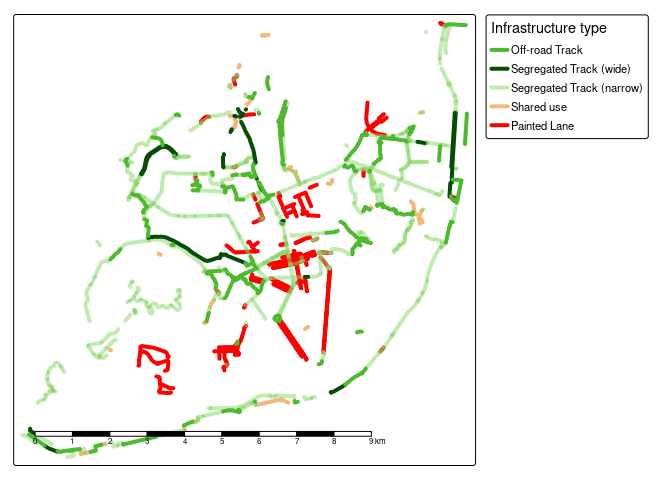 Infrastructure type
Off-road Track
Segregated Track (wide)
Segregated Track (narrow)
Shared use
Painted Lane
0 1 2 3 4 5 6 7 8 9 km